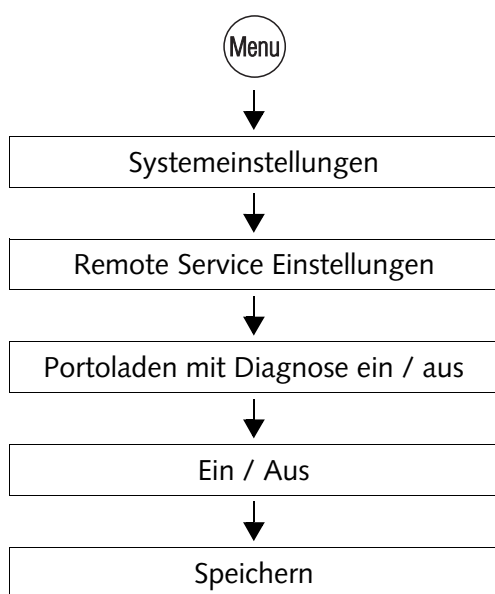 Menu
Systemeinstellungen
Remote Service Einstellungen
Portoladen mit Diagnose ein / aus
Ein / Aus
Speichern